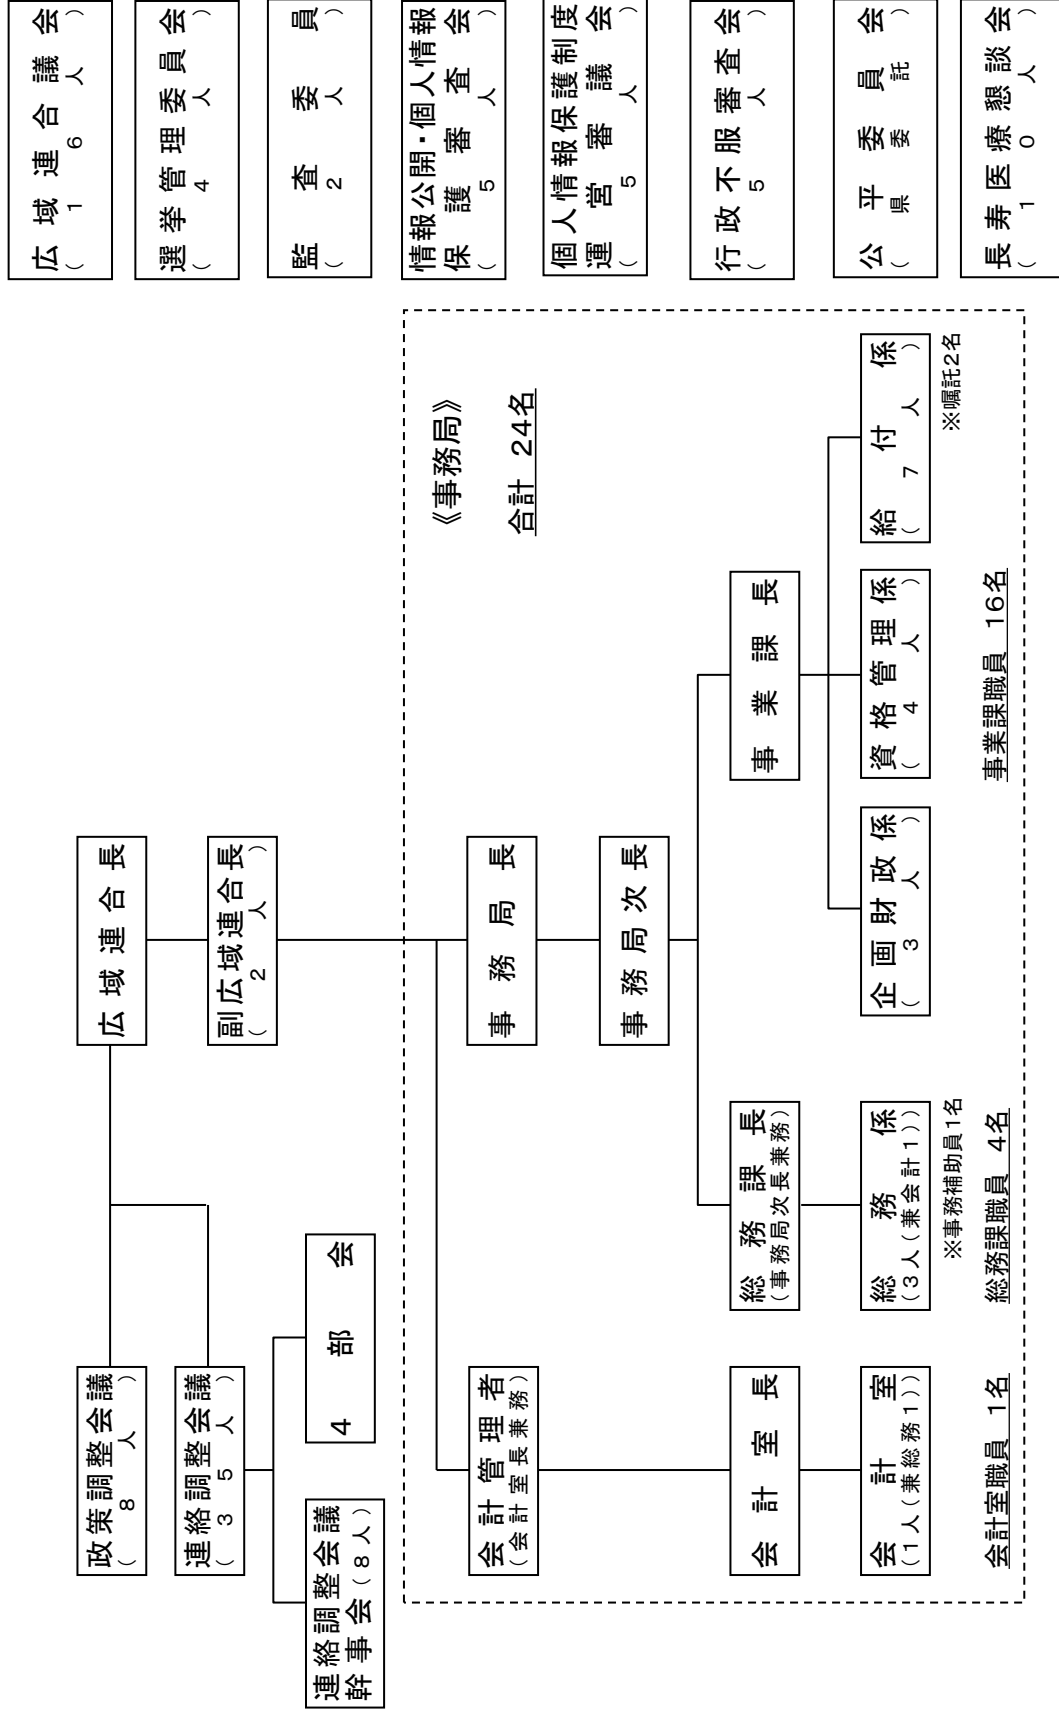 広域連合長
副広域連合長
(2人)
政策調整会議
(8人)
連絡調整会議
(35人)
連絡調整会議
幹事会(8人)
4部会
《事務局》
合計 24名
会計管理者
(会計室長兼務)
事務局長
事務局次長
会計室長
総務課長
(事務局次長兼務)
事業課長
会計室
(1人(兼総務1))
総務係
(3人(兼会計1))
企画財政係
(3人)
資格管理係
(4人)
給付係
(7人)
※事務補助員1名
※嘱託2名
会計室職員 1名
総務課職員 4名
事業課職員 16名
広域連合議会
(16人)
選挙管理委員会
(4人)
監査委員
(2人)
情報公開・個人情報
保護審査会
(5人)
個人情報保護制度
運営審議会
(5人)
行政不服審査会
(5人)
公平委員会
(県委託)
長寿医療懇談会
(10人)